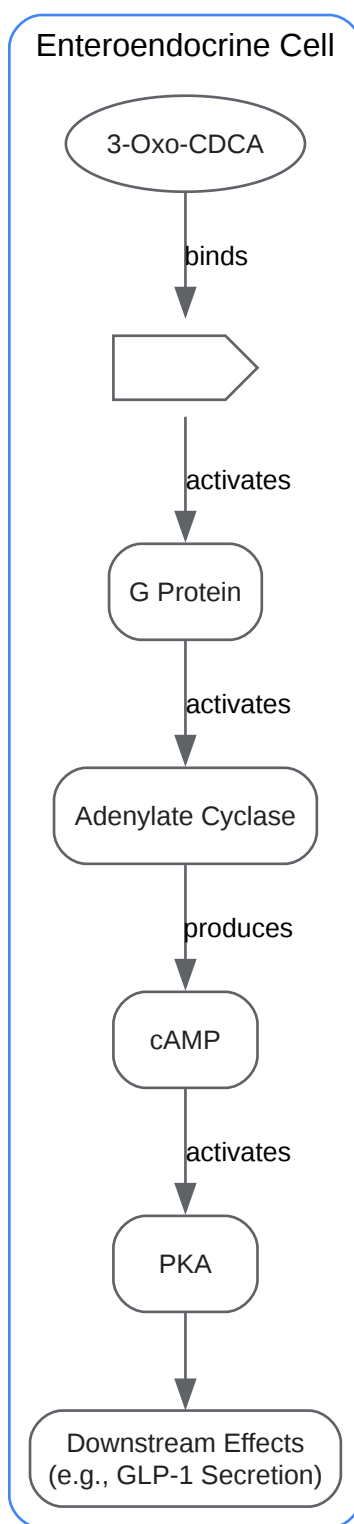 Enteroendocrine Cell
3-Oxo-CDCA
binds
activates
G Protein
activates
Adenylate Cyclase
produces
cAMP
activates
PKA
Downstream Effects
(e.g., GLP-1 Secretion)